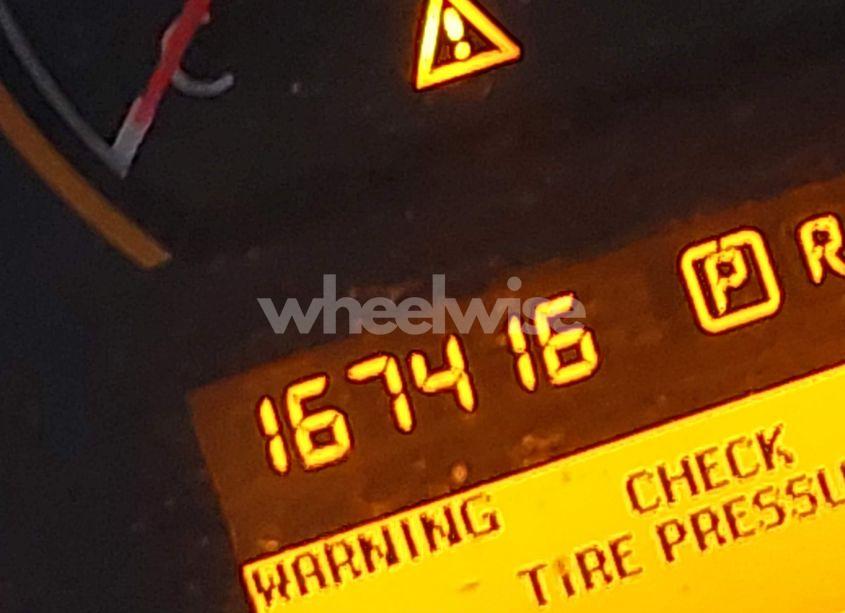 wheelwise
P R
167416
WARNING CHECK
TIRE PRESSU